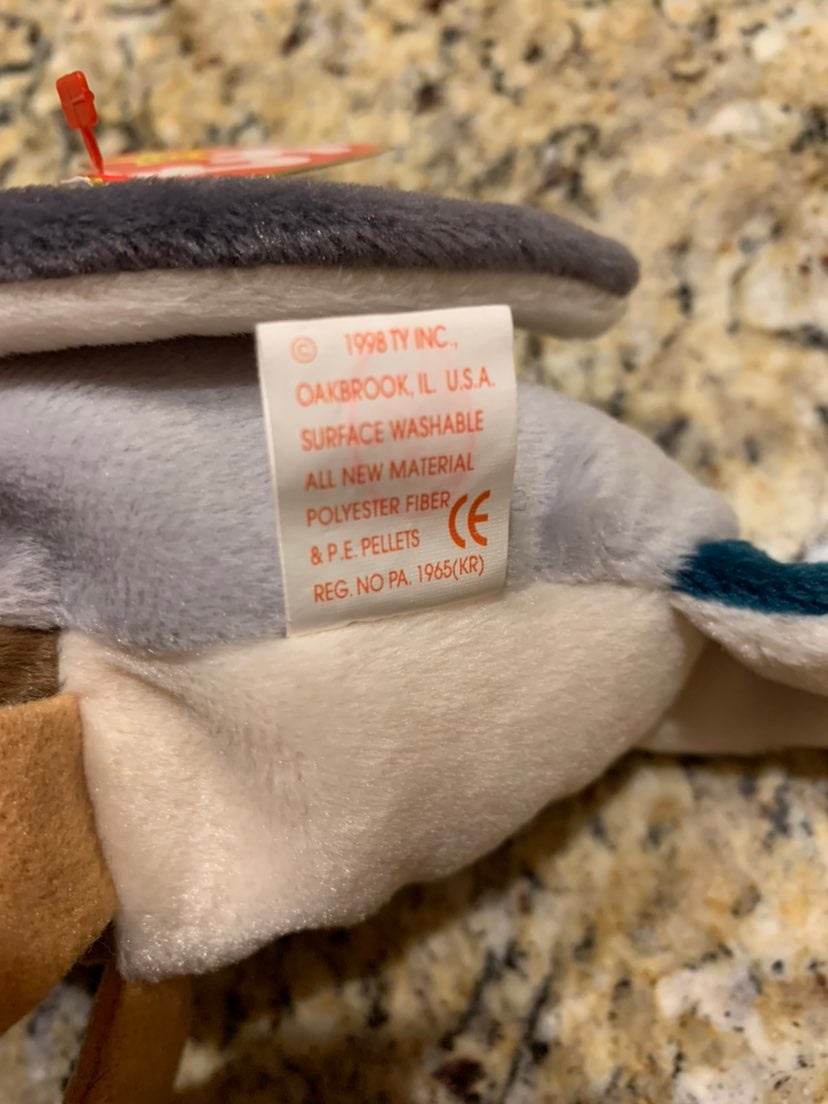 © 1998 TY INC.,
OAKBROOK, IL. U.S.A.
SURFACE WASHABLE
ALL NEW MATERIAL
POLYESTER FIBER
& P.E. PELLETS CE
REG. NO PA. 1965(KR)